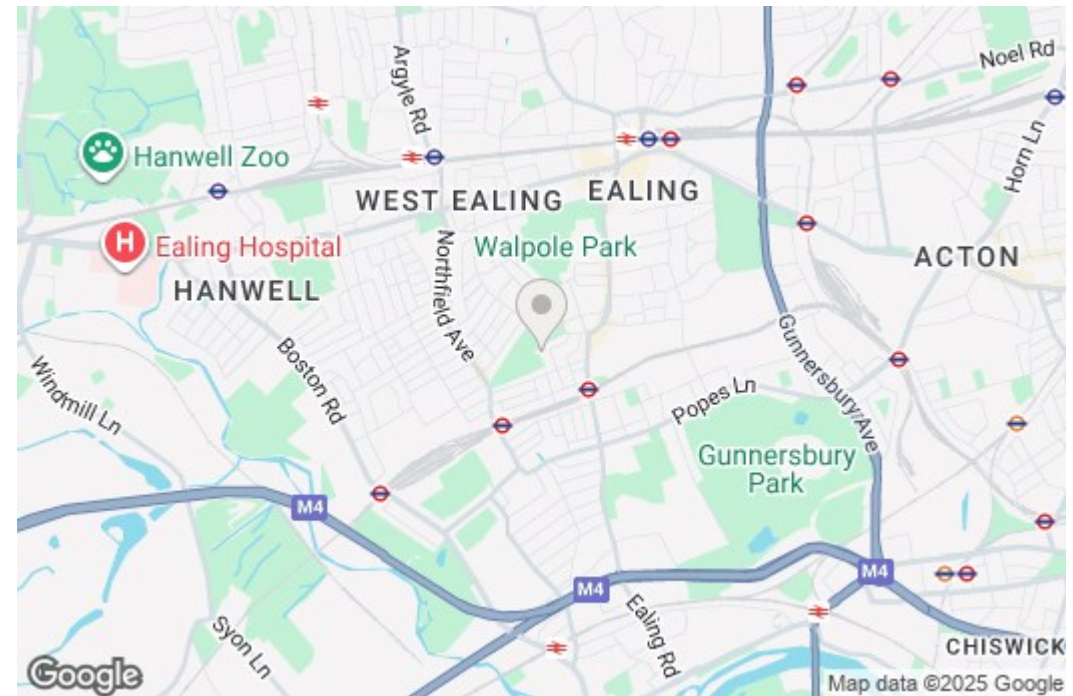 Noel Rd
Argyle Rd
Horn Ln
Hanwell Zoo
WEST EALING
EALING
H
Ealing Hospital
Walpole Park
ACTON
HANWELL
Northfield Ave
Boston Rd
Gunnersbury Ave
Windmill Ln
Popes Ln
Gunnersbury
Park
M4
M4
M4
Ealing Rd
Syon Ln
CHISWICK
Google
Map data ©2025 Google